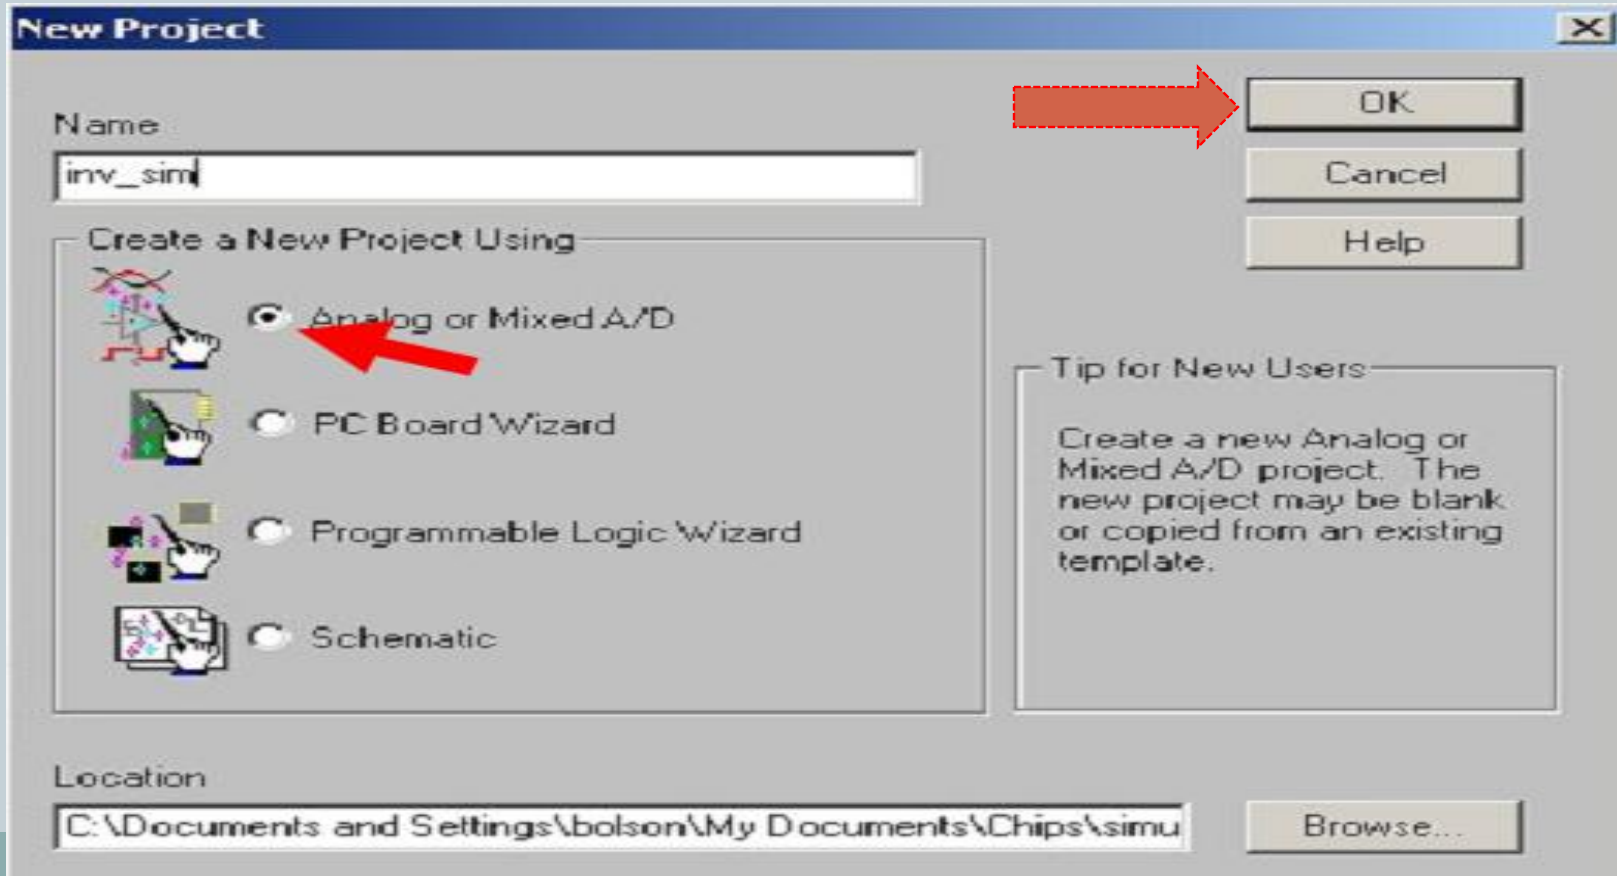 New Project
Name
inv_sim
OK
Cancel
Help
Create a New Project Using
Analog or Mixed A/D
PC Board Wizard
Programmable Logic Wizard
Schematic
Tip for New Users
Create a new Analog or
Mixed A/D project. The
new project may be blank
or copied from an existing
template.
Location
C:\Documents and Settings\bolson\My Documents\Chips\simu
Browse...